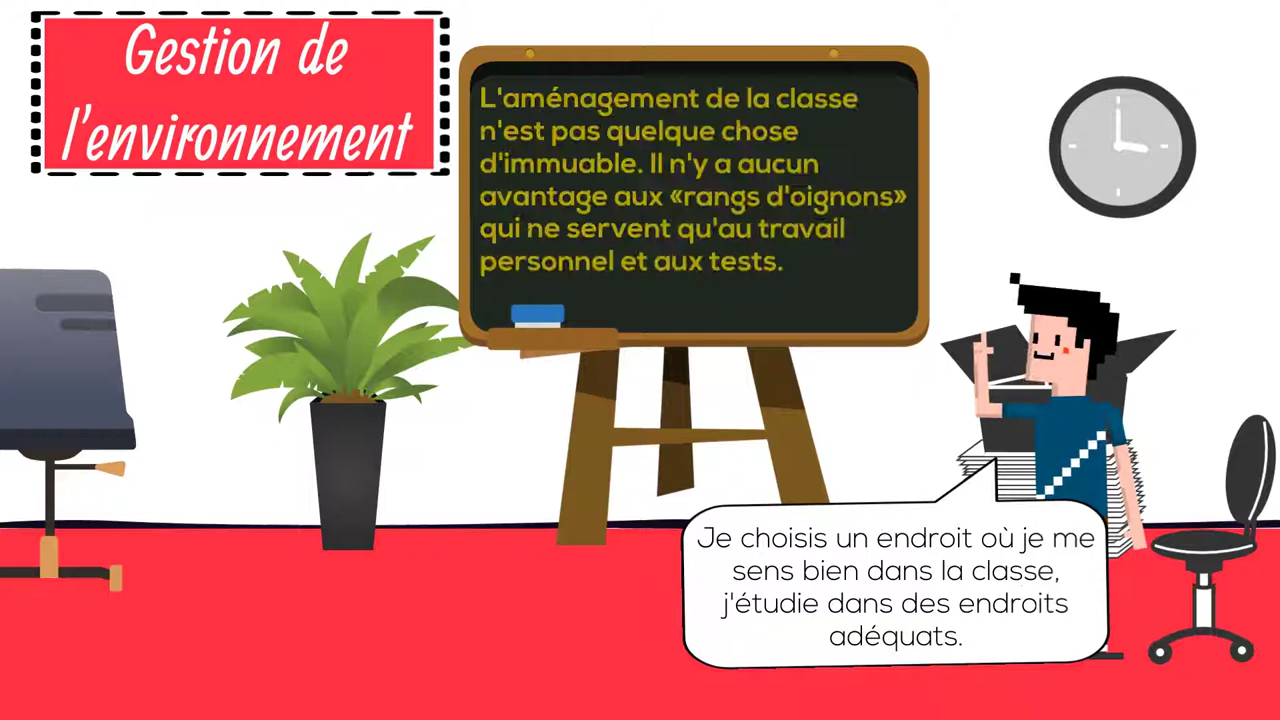 Gestion de
l'environnement
L'aménagement de la classe
n'est pas quelque chose
d'immuable. Il n'y a aucun
avantage aux «rangs d'oignons»
qui ne servent qu'au travail
personnel et aux tests.
Je choisis un endroit où je me
sens bien dans la classe,
j'étudie dans des endroits
adéquats.